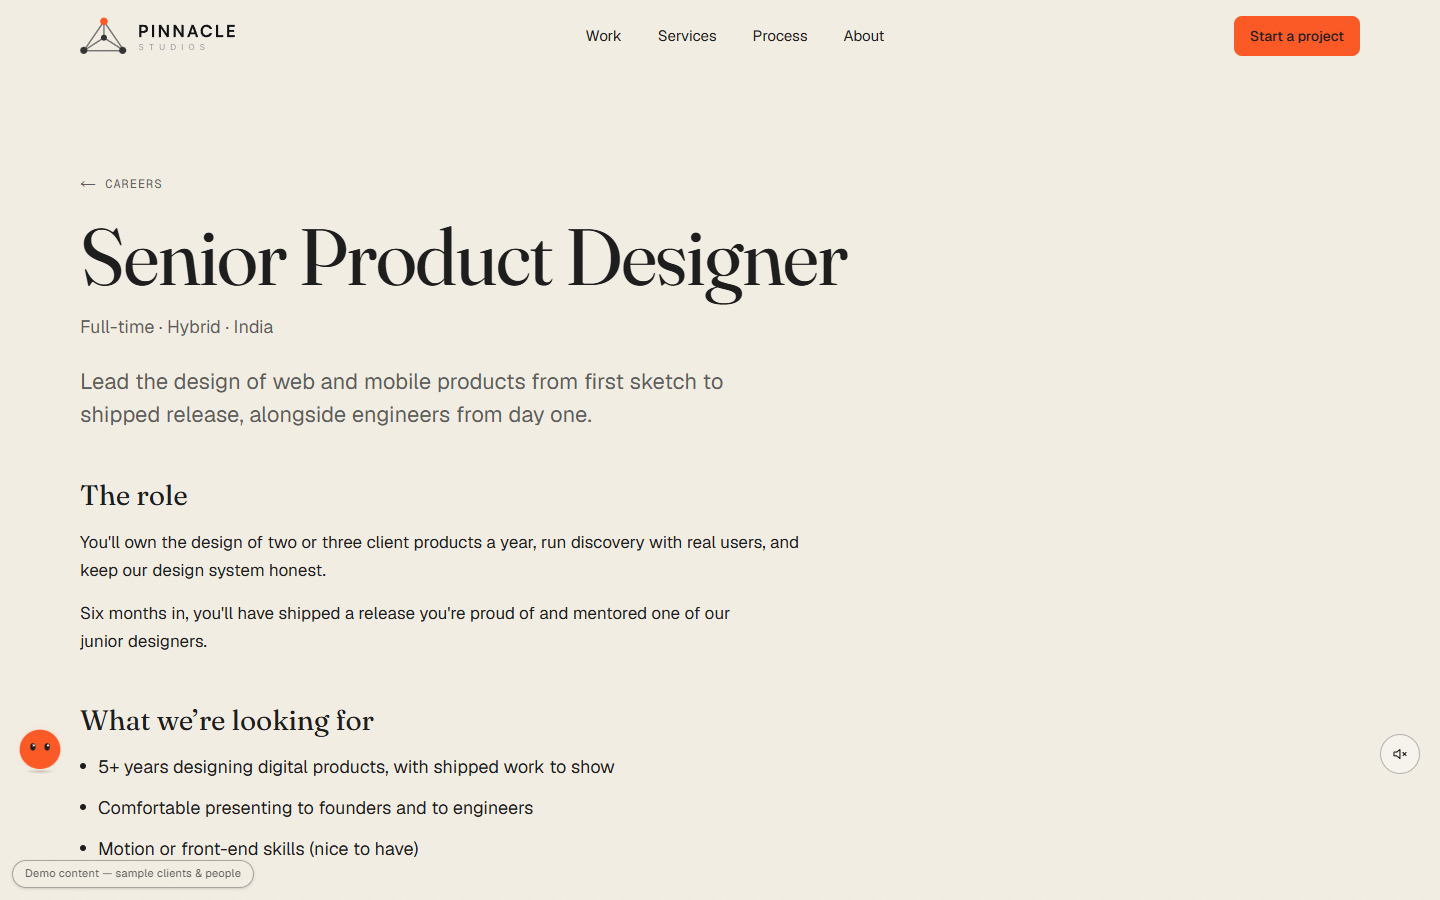 PINNACLE
STUDIOS
Work
Services
Process
About
Start a project
← CAREERS
Senior Product Designer
Full-time · Hybrid · India
Lead the design of web and mobile products from first sketch to
shipped release, alongside engineers from day one.
The role
You'll own the design of two or three client products a year, run discovery with real users, and
keep our design system honest.
Six months in, you'll have shipped a release you're proud of and mentored one of our
junior designers.
What we’re looking for
• 5+ years designing digital products, with shipped work to show
• Comfortable presenting to founders and to engineers
• Motion or front-end skills (nice to have)
Demo content — sample clients & people